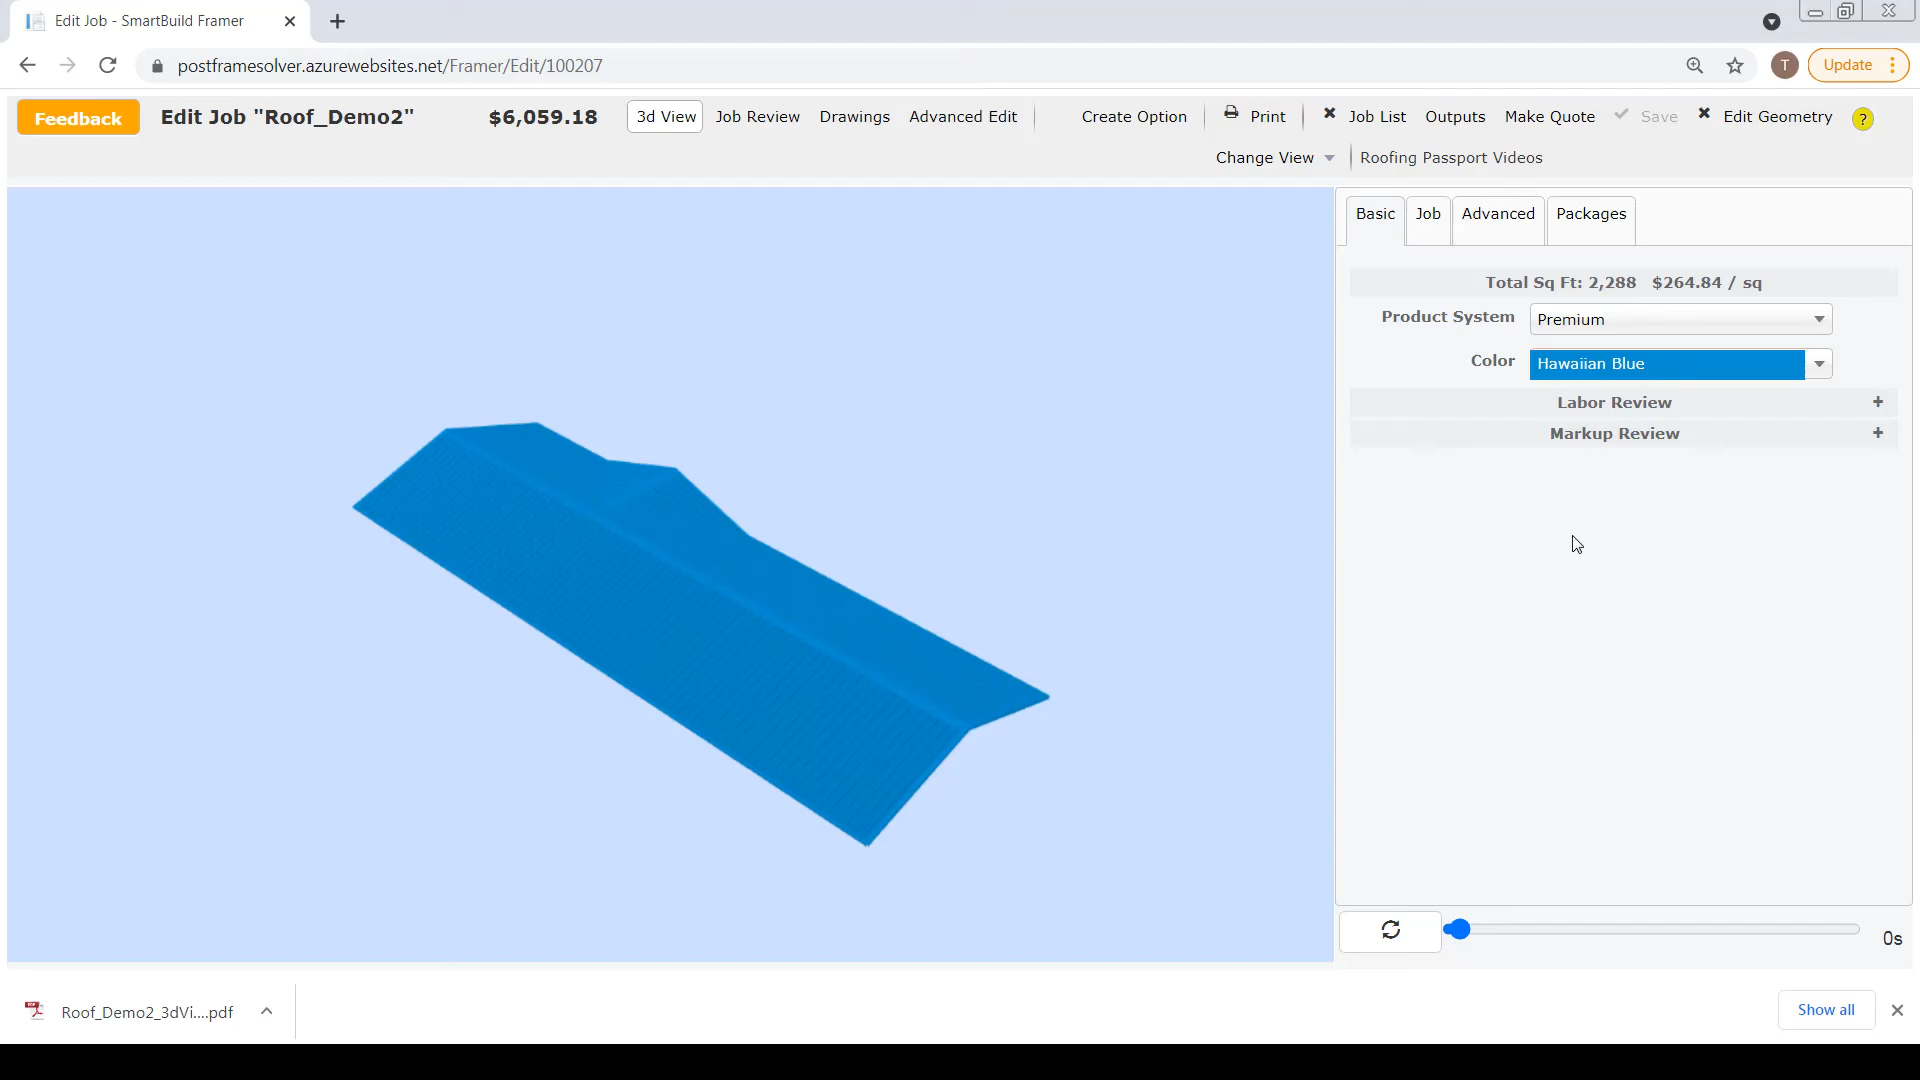 Edit Job - SmartBuild Framer
postframesolver.azurewebsites.net/Framer/Edit/100207
T
Update
Feedback
Edit Job "Roof_Demo2"
$6,059.18
3d View
Job Review
Drawings
Advanced Edit
Create Option
Print
Job List
Outputs
Make Quote
Save
Edit Geometry
?
Change View
Roofing Passport Videos
Basic
Job
Advanced
Packages
Total Sq Ft: 2,288 $264.84 / sq
Product System
Premium
Color
Hawaiian Blue
Labor Review
+
Markup Review
+
0s
Roof_Demo2_3dVi....pdf
Show all